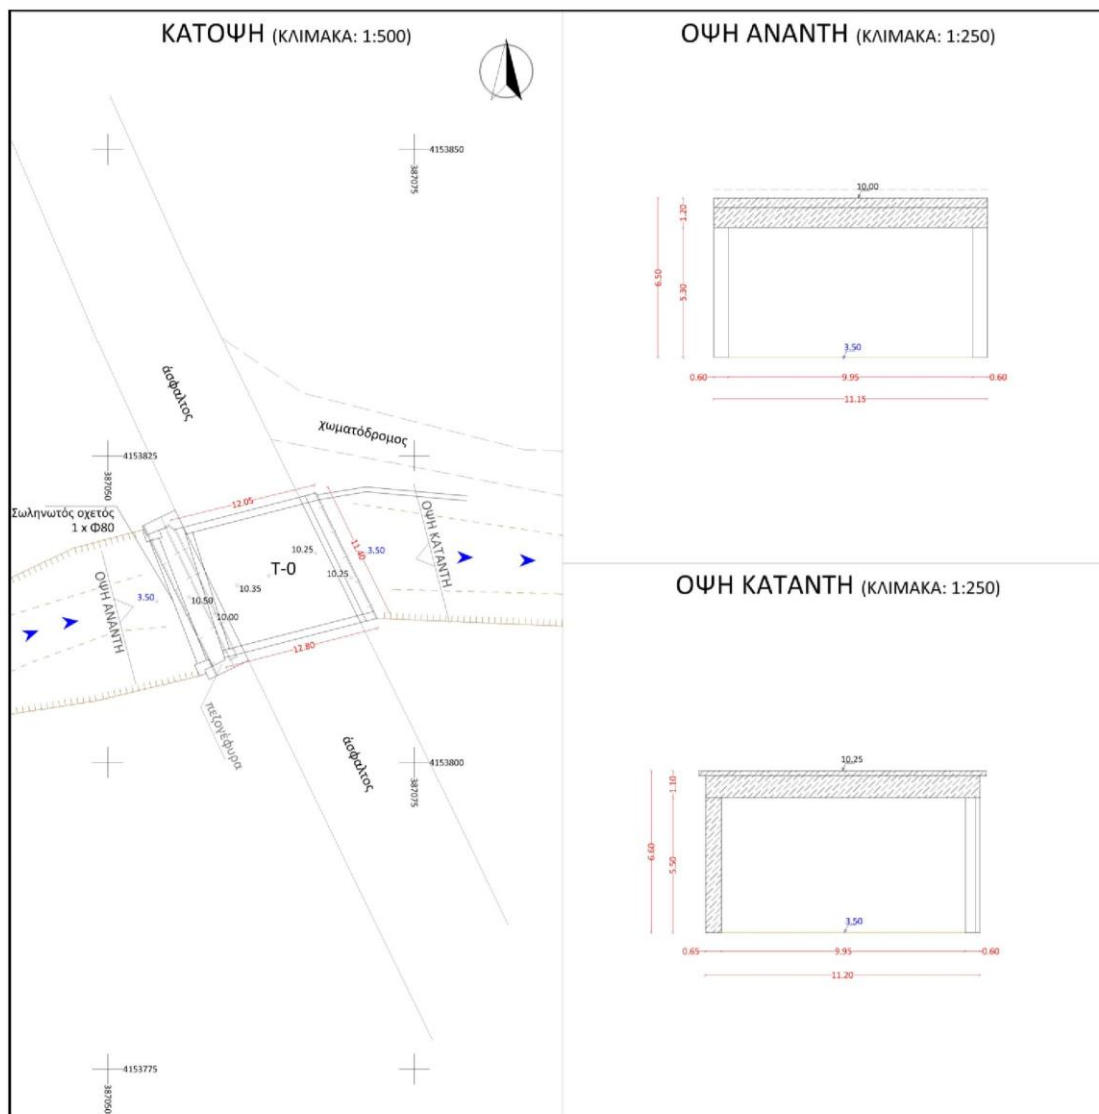 ΚΑΤΟΨΗ (ΚΛΙΜΑΚΑ: 1:500)
4153850
387075
άσφαλτος
χωματόδρομος
4153825
387050
Σωληνωτός οχετός
1 x Φ80
12.05
11.40
ΟΨΗ ΚΑΤΑΝΤΗ
3.50
10.25
10.25
T-0
10.35
10.50
10.00
3.50
ΟΨΗ ΑΝΑΝΤΗ
12.80
πεζογέφυρα
άσφαλτος
4153800
387075
4153775
387050
ΟΨΗ ΑΝΑΝΤΗ (ΚΛΙΜΑΚΑ: 1:250)
10.00
1.20
6.50
5.30
3.50
0.60 9.95 0.60
11.15
ΟΨΗ ΚΑΤΑΝΤΗ (ΚΛΙΜΑΚΑ: 1:250)
10.25
1.10
6.60
5.50
3.50
0.65 9.95 0.60
11.20